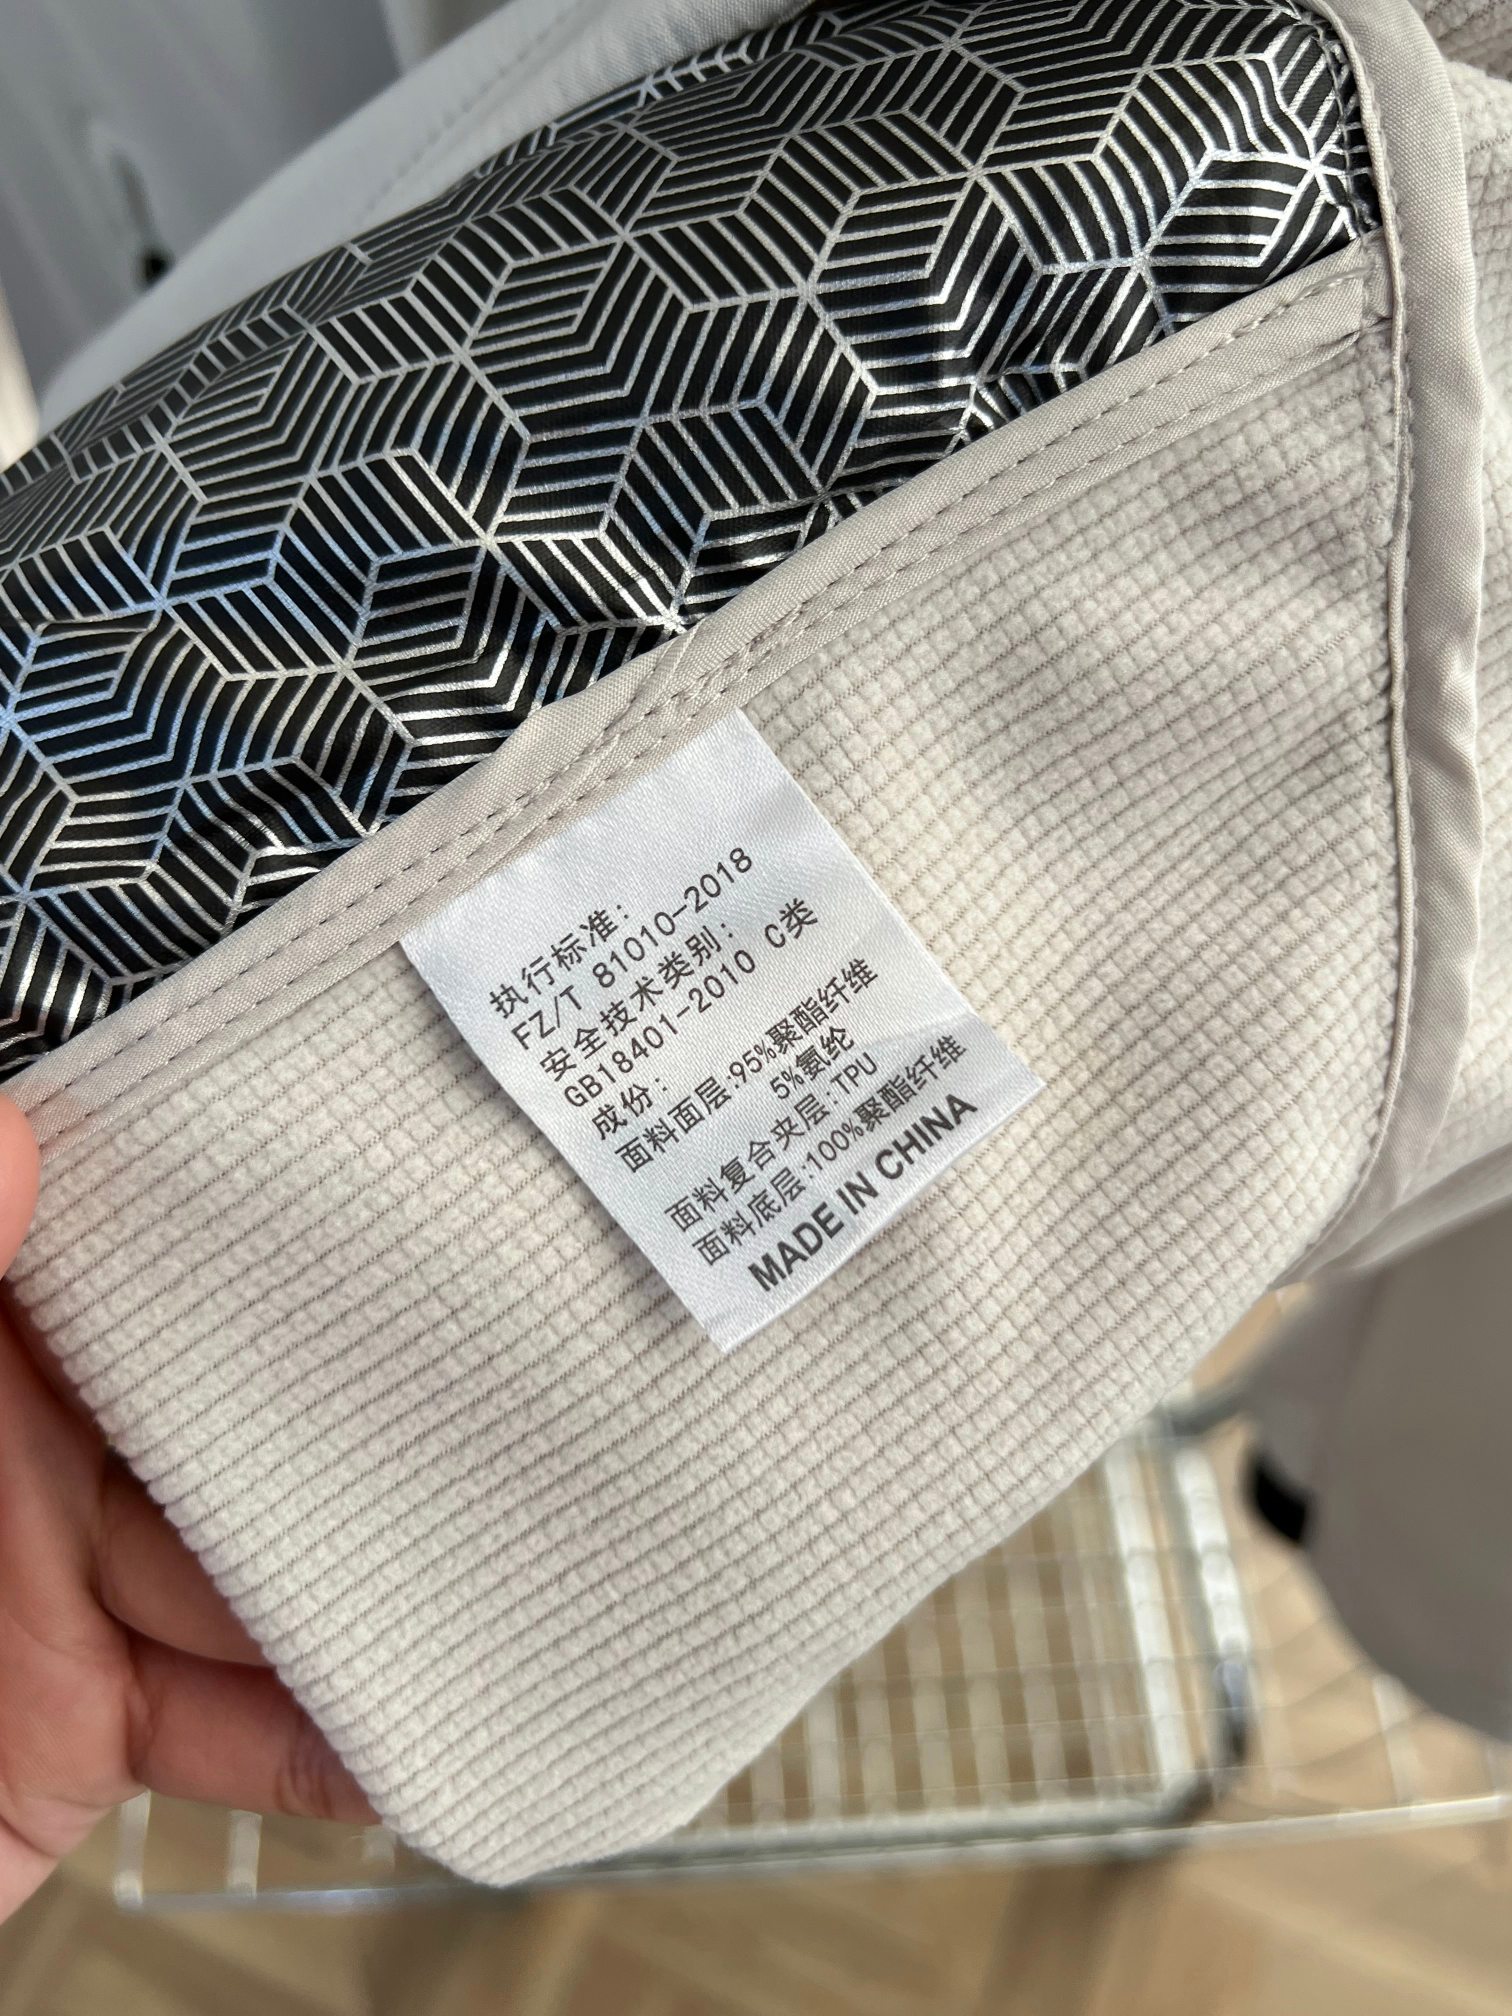 执行标准：
FZ/T 81010-2018
安全技术类别：
GB18401-2010 C类
成份：
面料面层:95%聚酯纤维
5%氨纶
面料复合夹层:TPU
面料底层:100%聚酯纤维
MADE IN CHINA